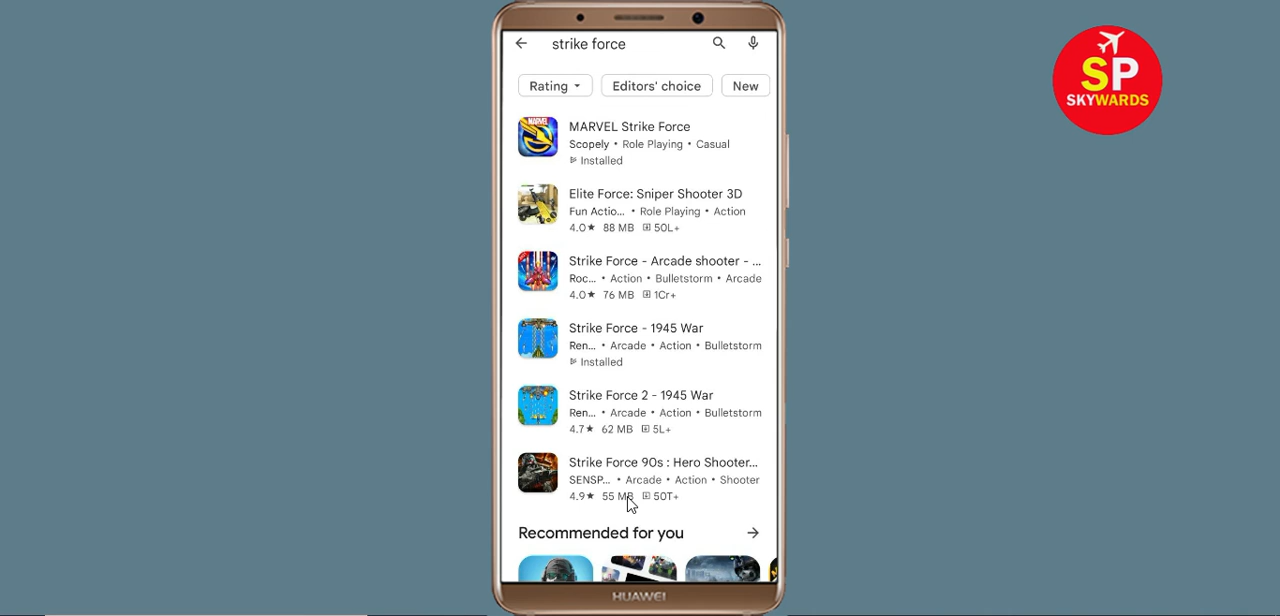 strike force
Rating Editors' choice New
MARVEL Strike Force
Scopely • Role Playing • Casual
Installed
Elite Force: Sniper Shooter 3D
Fun Actio... • Role Playing • Action
4.0★ 88 MB 50L+
Strike Force - Arcade shooter - ...
Roc... • Action • Bulletstorm • Arcade
4.0★ 76 MB 1Cr+
Strike Force - 1945 War
Ren... • Arcade • Action • Bulletstorm
Installed
Strike Force 2 - 1945 War
Ren... • Arcade • Action • Bulletstorm
4.7★ 62 MB 5L+
Strike Force 90s : Hero Shooter...
SENSP... • Arcade • Action • Shooter
4.9★ 55 MB 50T+
Recommended for you
HUAWEI
SP
SKYWARDS
MARVEL